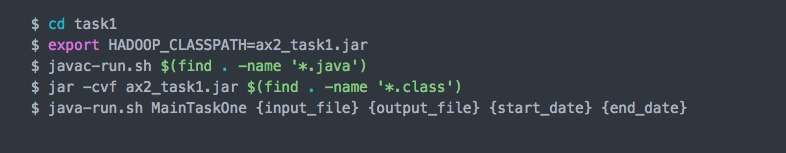 $ cd task1
$ export HADOOP_CLASSPATH=ax2_task1.jar
$ javac-run.sh $(find . -name '*.java')
$ jar -cvf ax2_task1.jar $(find . -name '*.class')
$ java-run.sh MainTaskOne {input_file} {output_file} {start_date} {end_date}